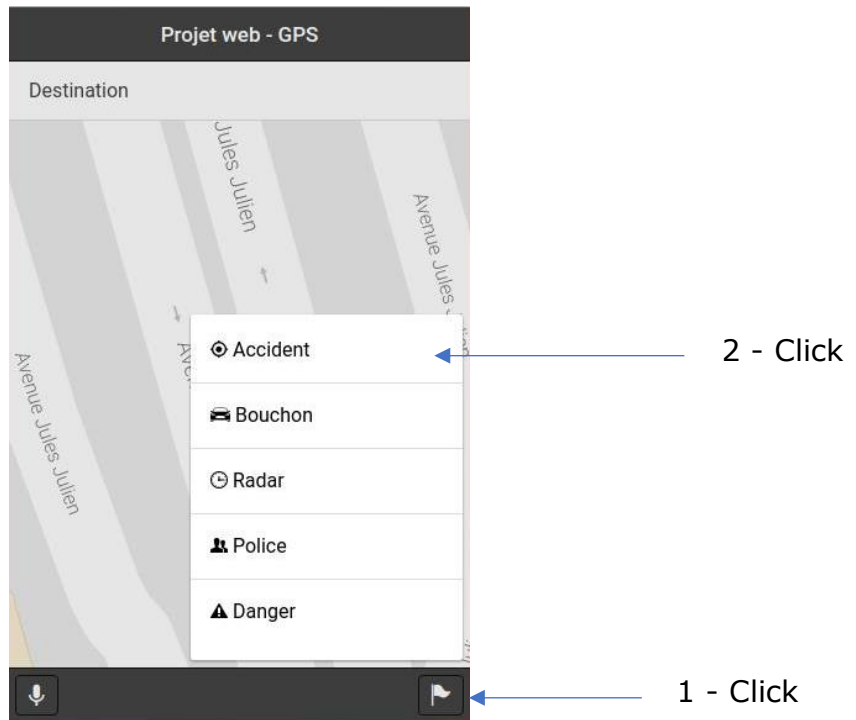 Projet web - GPS
Destination
Jules Julien
Avenue Jules
Avenue Jules Julien
Accident
2 - Click
Bouchon
Radar
Police
Danger
1 - Click